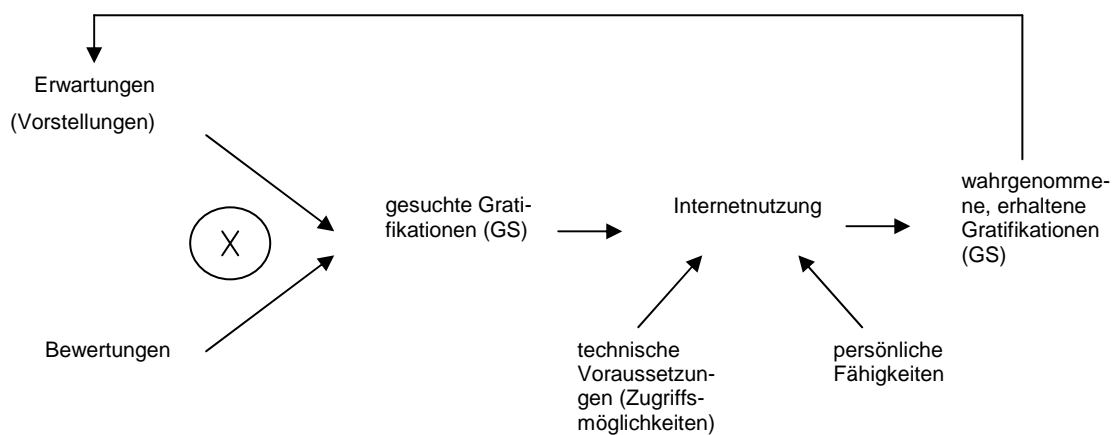 Erwartungen
(Vorstellungen)
X
Bewertungen
gesuchte Grati-
fikationen (GS)
Internetnutzung
technische
Voraussetzun-
gen (Zugriffs-
möglichkeiten)
persönliche
Fähigkeiten
wahrgenomme-
ne, erhaltene
Gratifikationen
(GS)